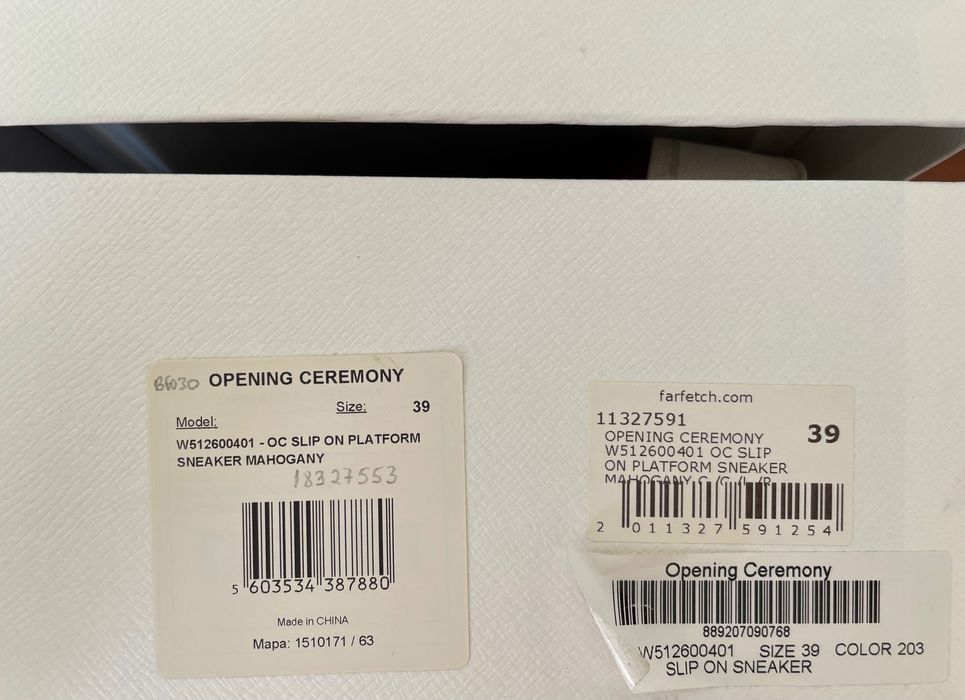 BF030 OPENING CEREMONY
Size: 39
Model:
W512600401 - OC SLIP ON PLATFORM
SNEAKER MAHOGANY
18327553
5 603534 387880
Made in CHINA
Mapa: 1510171 / 63
farfetch.com
11327591
39
OPENING CEREMONY
W512600401 OC SLIP
ON PLATFORM SNEAKER
MAHOGANY
2 011327 591254
Opening Ceremony
889207090768
W512600401 SIZE 39 COLOR 203
SLIP ON SNEAKER